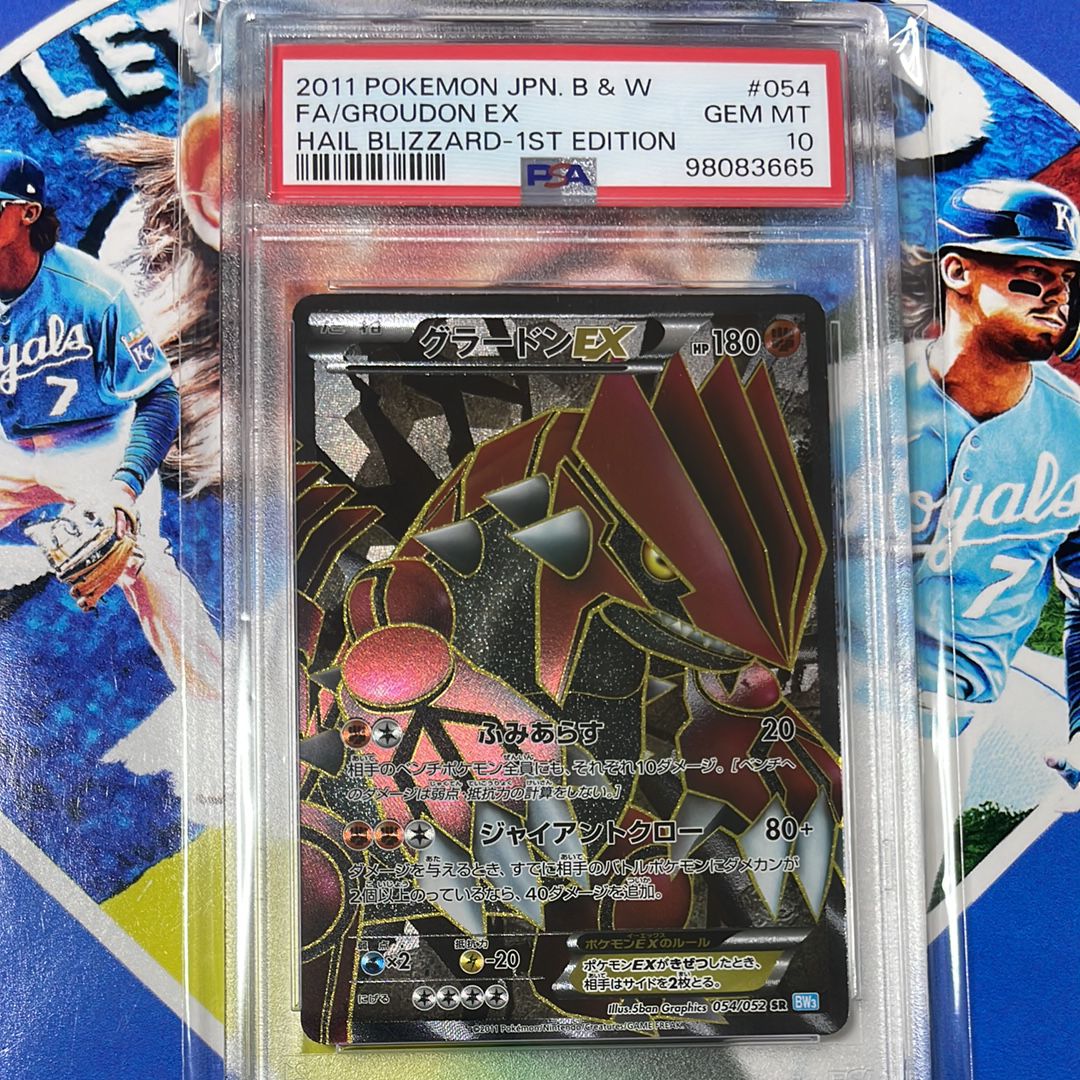 LE
2011 POKEMON JPN. B & W #054
FA/GROUDON EX GEM MT
HAIL BLIZZARD-1ST EDITION 10
PSA 98083665
Royals
7
KC
グラードンEX HP 180
ふみあらす 20
相手のベンチポケモン全員にも、それぞれ10ダメージ。[ベンチへ
のダメージは弱点・抵抗力の計算をしない。]
ジャイアントクロー 80+
ダメージを与えるとき、すでに相手のバトルポケモンにダメカンが
2個以上のっているなら、40ダメージを追加。
弱点 抵抗力
×2 -20
にげる
ポケモンEXのルール
ポケモンEXがきぜつしたとき、
相手はサイドを2枚とる。
Illus.5ban Graphics 054/052 SR BW3
©2011 Pokémon/Nintendo/Creatures/GAME FREAK.
KC
Royals
7